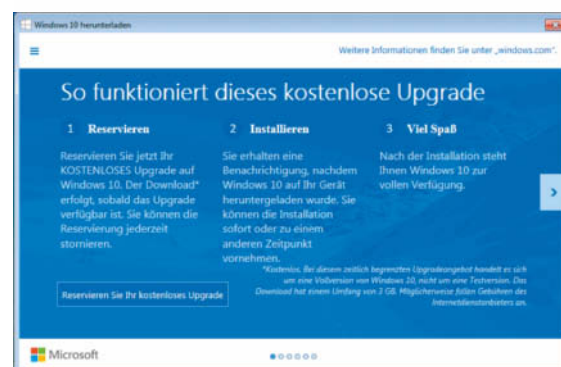 Windows 10 herunterladen
Weitere Informationen finden Sie unter „windows.com“.
So funktioniert dieses kostenlose Upgrade
1 Reservieren
Reservieren Sie jetzt Ihr
KOSTENLOSES Upgrade auf
Windows 10. Der Download*
erfolgt, sobald das Upgrade
verfügbar ist. Sie können die
Reservierung jederzeit
stornieren.
2 Installieren
Sie erhalten eine
Benachrichtigung, nachdem
Windows 10 auf Ihr Gerät
heruntergeladen wurde. Sie
können die Installation
sofort oder zu einem
anderen Zeitpunkt
vornehmen.
3 Viel Spaß
Nach der Installation steht
Ihnen Windows 10 zur
vollen Verfügung.
*Kostenlos. Bei diesem zeitlich begrenzten Upgradeangebot handelt es sich
um eine Vollversion von Windows 10, nicht um eine Testversion. Das
Download hat einem Umfang von 3 GB. Möglicherweise fallen Gebühren des
Internetdienstanbieters an.
Reservieren Sie Ihr kostenloses Upgrade
Microsoft